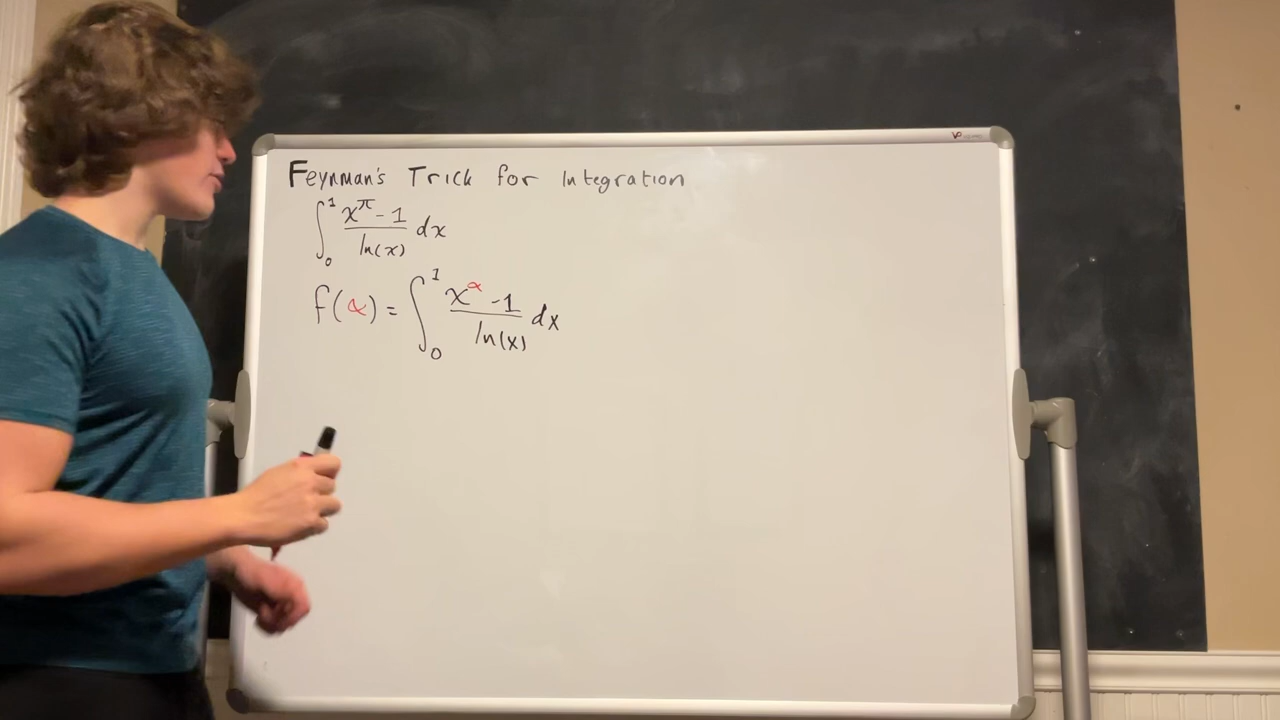 Feynman's Trick for Integration
∫₀¹ (x^π - 1)/ln(x) dx
f(α) = ∫₀¹ (x^α - 1)/ln(x) dx